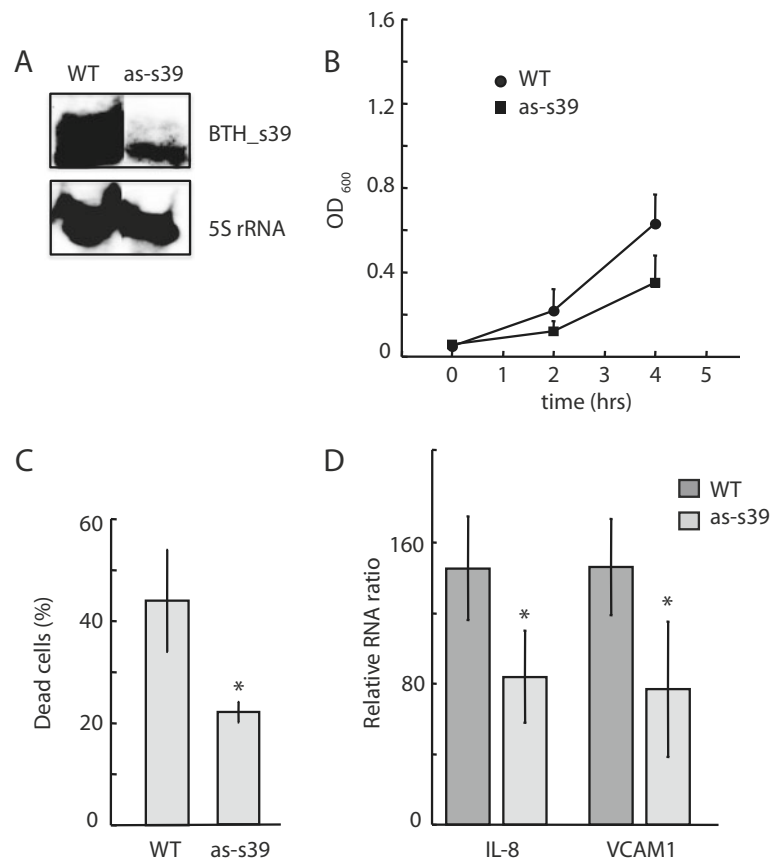 A
WT as-s39
BTH_s39
5S rRNA
B
1.6
1.2
0.8
0.4
0
OD600
WT
as-s39
0 1 2 3 4 5
time (hrs)
C
60
40
20
0
Dead cells (%)
*
WT as-s39
D
WT
as-s39
160
80
0
Relative RNA ratio
* *
IL-8 VCAM1